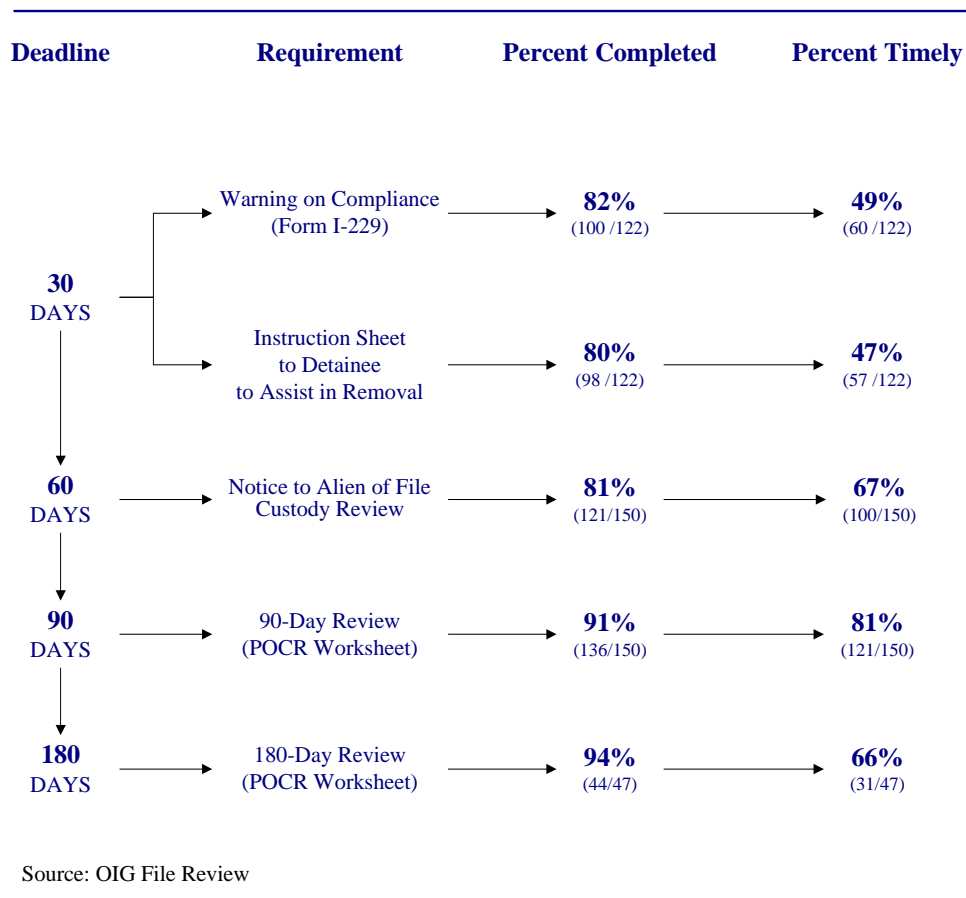 Deadline Requirement Percent Completed Percent Timely
Warning on Compliance
(Form I-229)
82%
(100 /122)
49%
(60 /122)
30
DAYS
Instruction Sheet
to Detainee
to Assist in Removal
80%
(98 /122)
47%
(57 /122)
60
DAYS
Notice to Alien of File
Custody Review
81%
(121/150)
67%
(100/150)
90
DAYS
90-Day Review
(POCR Worksheet)
91%
(136/150)
81%
(121/150)
180
DAYS
180-Day Review
(POCR Worksheet)
94%
(44/47)
66%
(31/47)
Source: OIG File Review